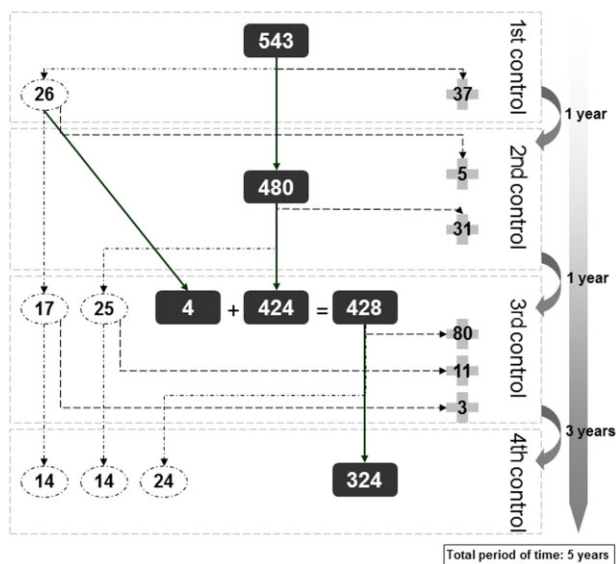 543
1st control
26
37
1 year
2nd control
5
480
31
1 year
3rd control
17
25
4 + 424 = 428
80
11
3
3 years
4th control
14
14
24
324
Total period of time: 5 years